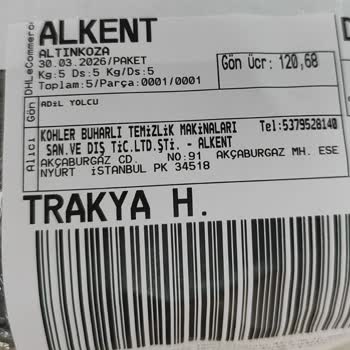 DHLeCommerce
ALKENT
ALTINKOZA
30.03.2026/PAKET
Kg:5 Ds:5 Kg/Ds:5
Toplam:5/Parça:0001/0001
Gön Ücr: 120,68
Gön
ADİL YOLCU
Alıcı
KOHLER BUHARLI TEMİZLİK MAKİNALARI Tel:5379528140
SAN.VE DIŞ TİC.LTD.ŞTİ. - ALKENT
AKÇABURGAZ CD. NO:91 AKÇABURGAZ MH. ESE
NYURT İSTANBUL PK 34518
TRAKYA H.